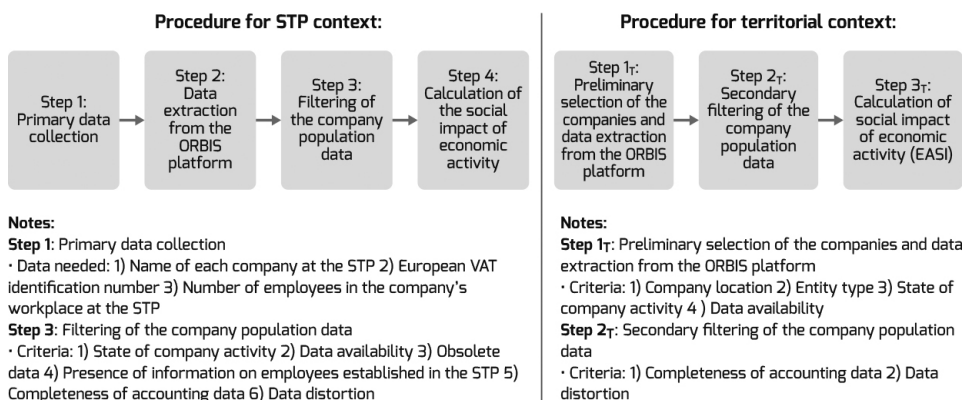 Procedure for STP context:
Step 1:
Primary data
collection
Step 2:
Data
extraction
from the
ORBIS
platform
Step 3:
Filtering of
the company
population
data
Step 4:
Calculation of
the social
impact of
economic
activity
Notes:
Step 1: Primary data collection
· Data needed: 1) Name of each company at the STP 2) European VAT
identification number 3) Number of employees in the company's
workplace at the STP
Step 3: Filtering of the company population data
· Criteria: 1) State of company activity 2) Data availability 3) Obsolete
data 4) Presence of information on employees established in the STP 5)
Completeness of accounting data 6) Data distortion
Procedure for territorial context:
Step 1T:
Preliminary
selection of the
companies and
data extraction
from the ORBIS
platform
Step 2T:
Secondary
filtering of the
company
population
data
Step 3T:
Calculation of
social impact
of economic
activity (EASI)
Notes:
Step 1T: Preliminary selection of the companies and data
extraction from the ORBIS platform
· Criteria: 1) Company location 2) Entity type 3) State of
company activity 4 ) Data availability
Step 2T: Secondary filtering of the company population
data
· Criteria: 1) Completeness of accounting data 2) Data
distortion